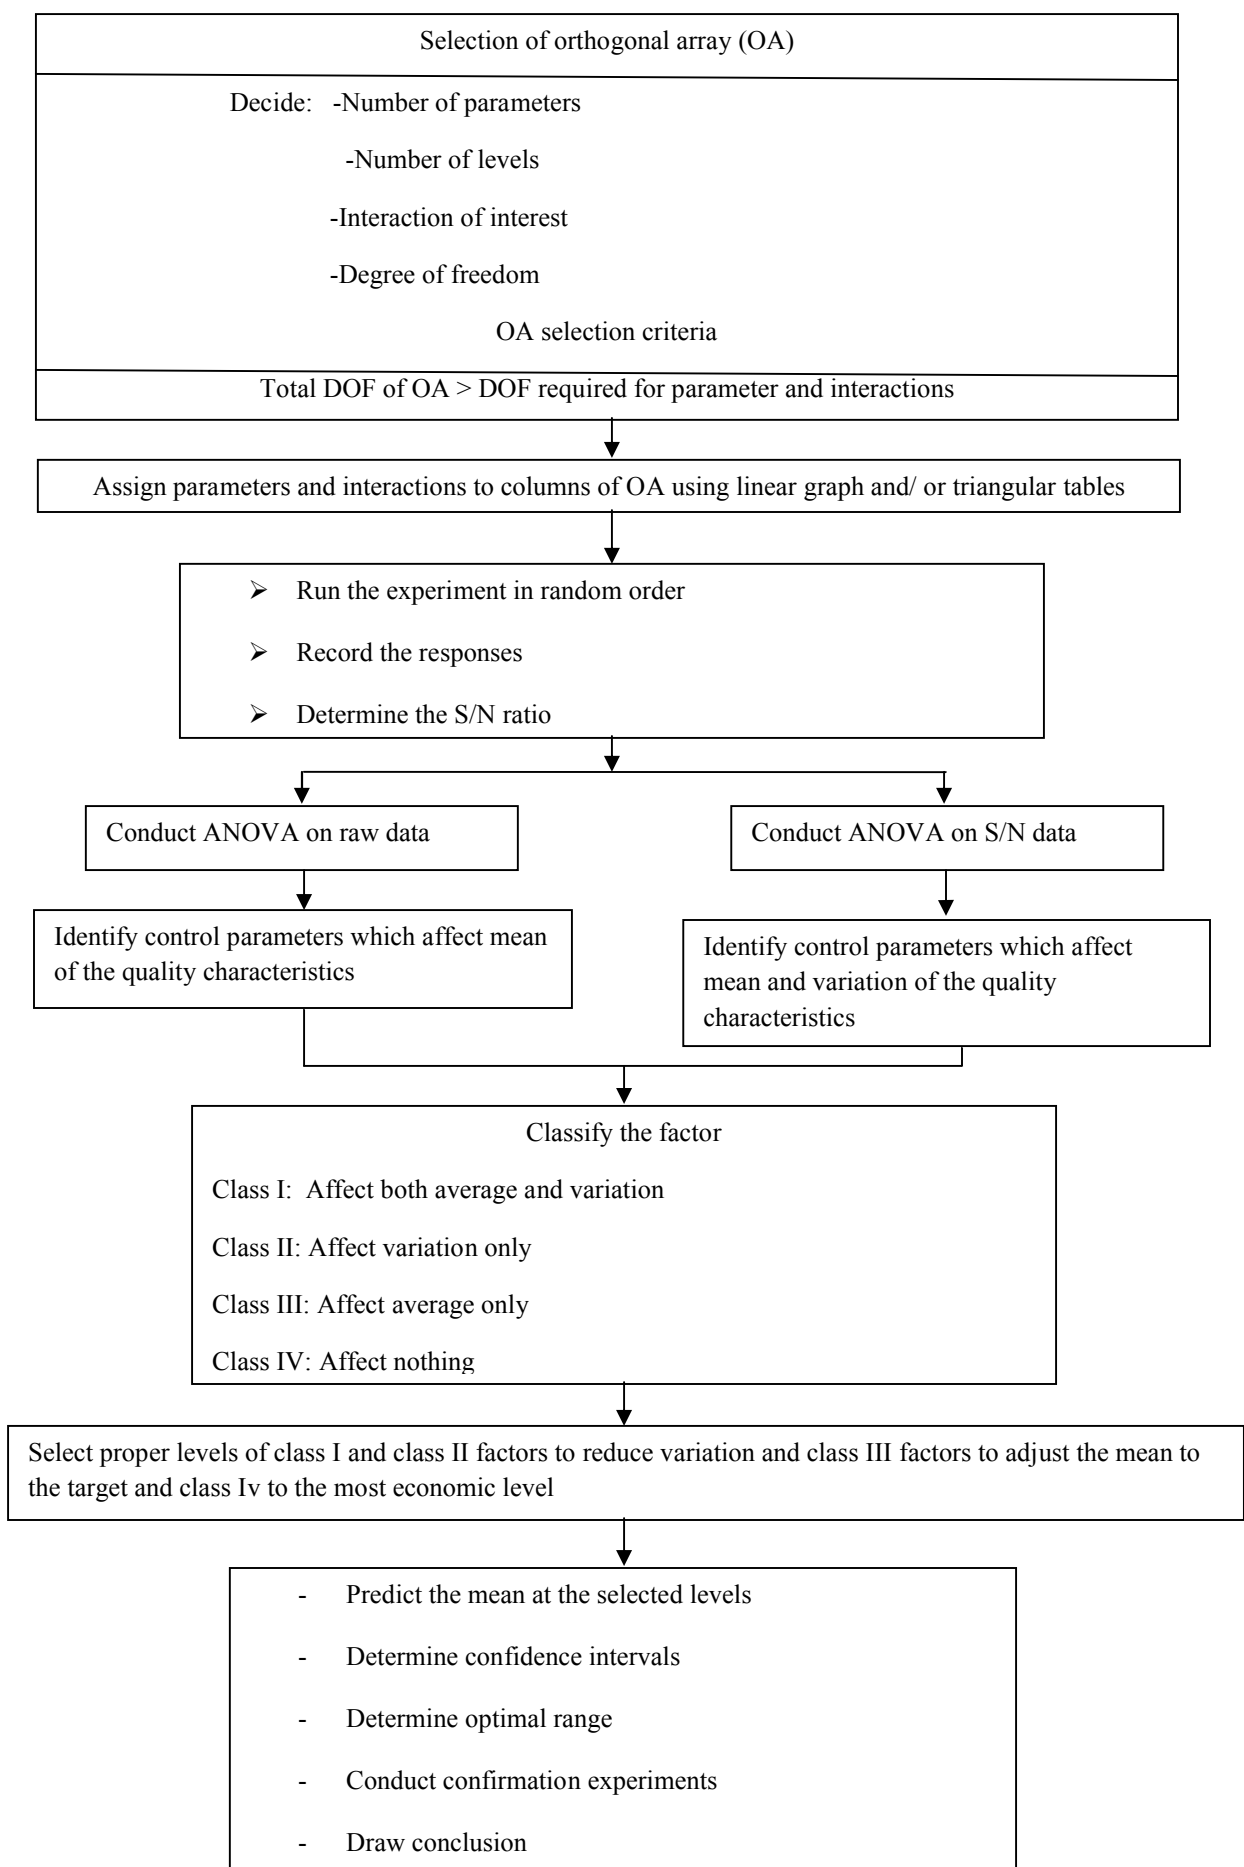 Selection of orthogonal array (OA)
Decide: -Number of parameters
-Number of levels
-Interaction of interest
-Degree of freedom
OA selection criteria
Total DOF of OA > DOF required for parameter and interactions
Assign parameters and interactions to columns of OA using linear graph and/ or triangular tables
➢ Run the experiment in random order
➢ Record the responses
➢ Determine the S/N ratio
Conduct ANOVA on raw data
Conduct ANOVA on S/N data
Identify control parameters which affect mean
of the quality characteristics
Identify control parameters which affect
mean and variation of the quality
characteristics
Classify the factor
Class I: Affect both average and variation
Class II: Affect variation only
Class III: Affect average only
Class IV: Affect nothing
Select proper levels of class I and class II factors to reduce variation and class III factors to adjust the mean to
the target and class Iv to the most economic level
- Predict the mean at the selected levels
- Determine confidence intervals
- Determine optimal range
- Conduct confirmation experiments
- Draw conclusion